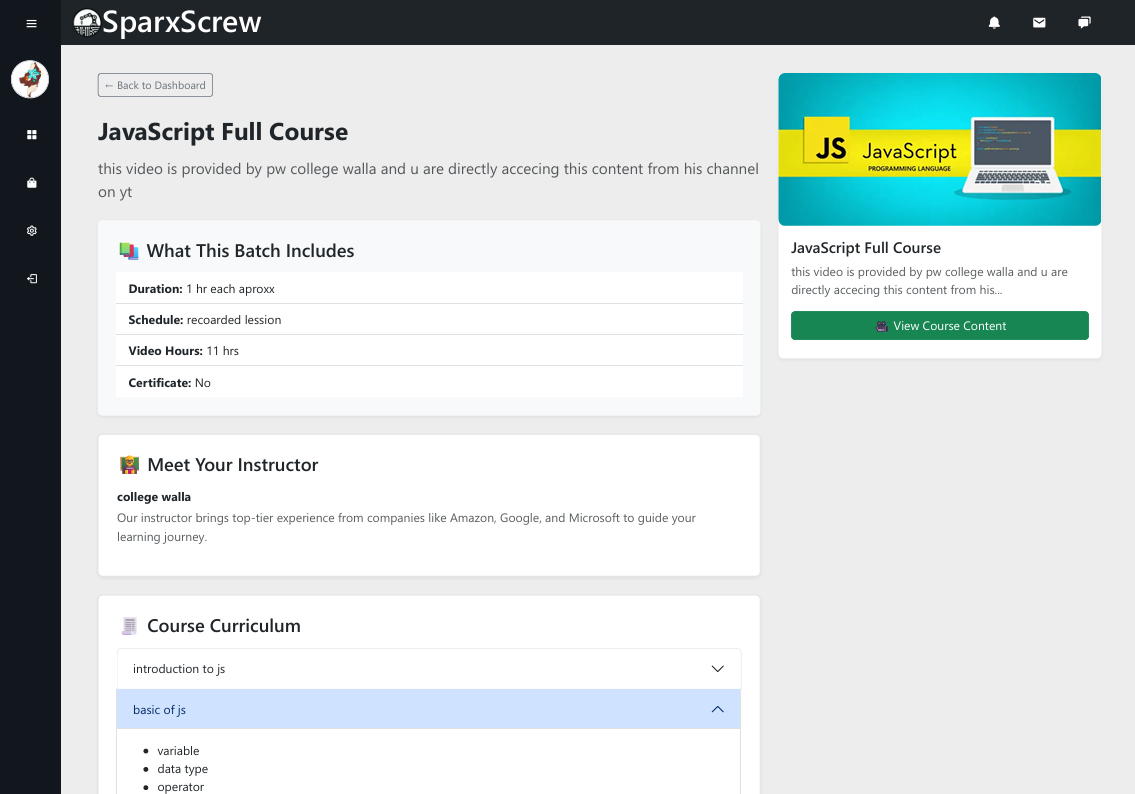 SparxScrew
← Back to Dashboard
JavaScript Full Course
this video is provided by pw college walla and u are directly accecing this content from his channel
on yt
What This Batch Includes
Duration: 1 hr each aproxx
Schedule: recoarded lession
Video Hours: 11 hrs
Certificate: No
Meet Your Instructor
college walla
Our instructor brings top-tier experience from companies like Amazon, Google, and Microsoft to guide your
learning journey.
Course Curriculum
introduction to js
basic of js
variable
data type
operator
JS JavaScript
PROGRAMMING LANGUAGE
JavaScript Full Course
this video is provided by pw college walla and u are
directly accecing this content from his...
View Course Content